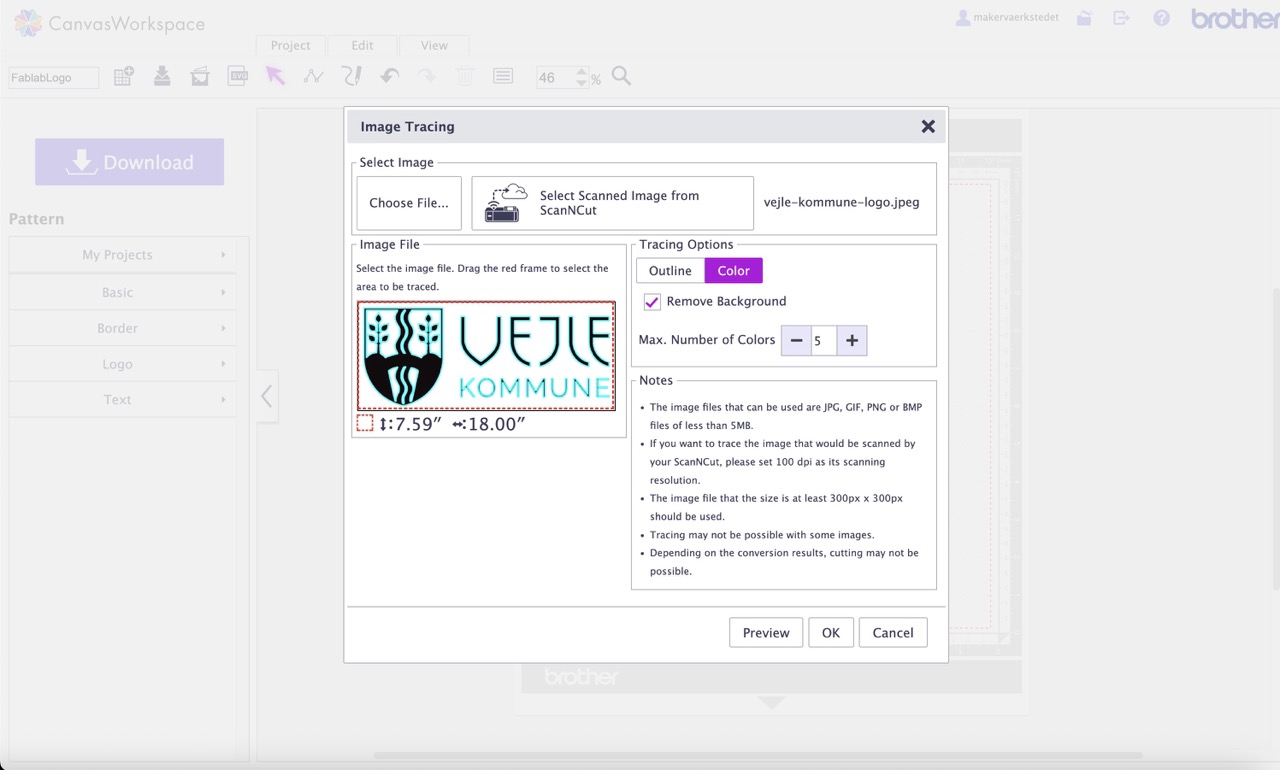 CanvasWorkspace
makervaerkstedet
brother
Project
Edit
View
FablabLogo
SVG
46
%
Download
Pattern
My Projects
Basic
Border
Logo
Text
Image Tracing
Select Image
Choose File...
Select Scanned Image from
ScanNCut
vejle-kommune-logo.jpeg
Image File
Select the image file. Drag the red frame to select the
area to be traced.
VEJLE
KOMMUNE
7.59″
18.00″
Tracing Options
Outline
Color
Remove Background
Max. Number of Colors
5
Notes
• The image files that can be used are JPG, GIF, PNG or BMP
files of less than 5MB.
• If you want to trace the image that would be scanned by
your ScanNCut, please set 100 dpi as its scanning
resolution.
• The image file that the size is at least 300px x 300px
should be used.
• Tracing may not be possible with some images.
• Depending on the conversion results, cutting may not be
possible.
Preview
OK
Cancel
brother